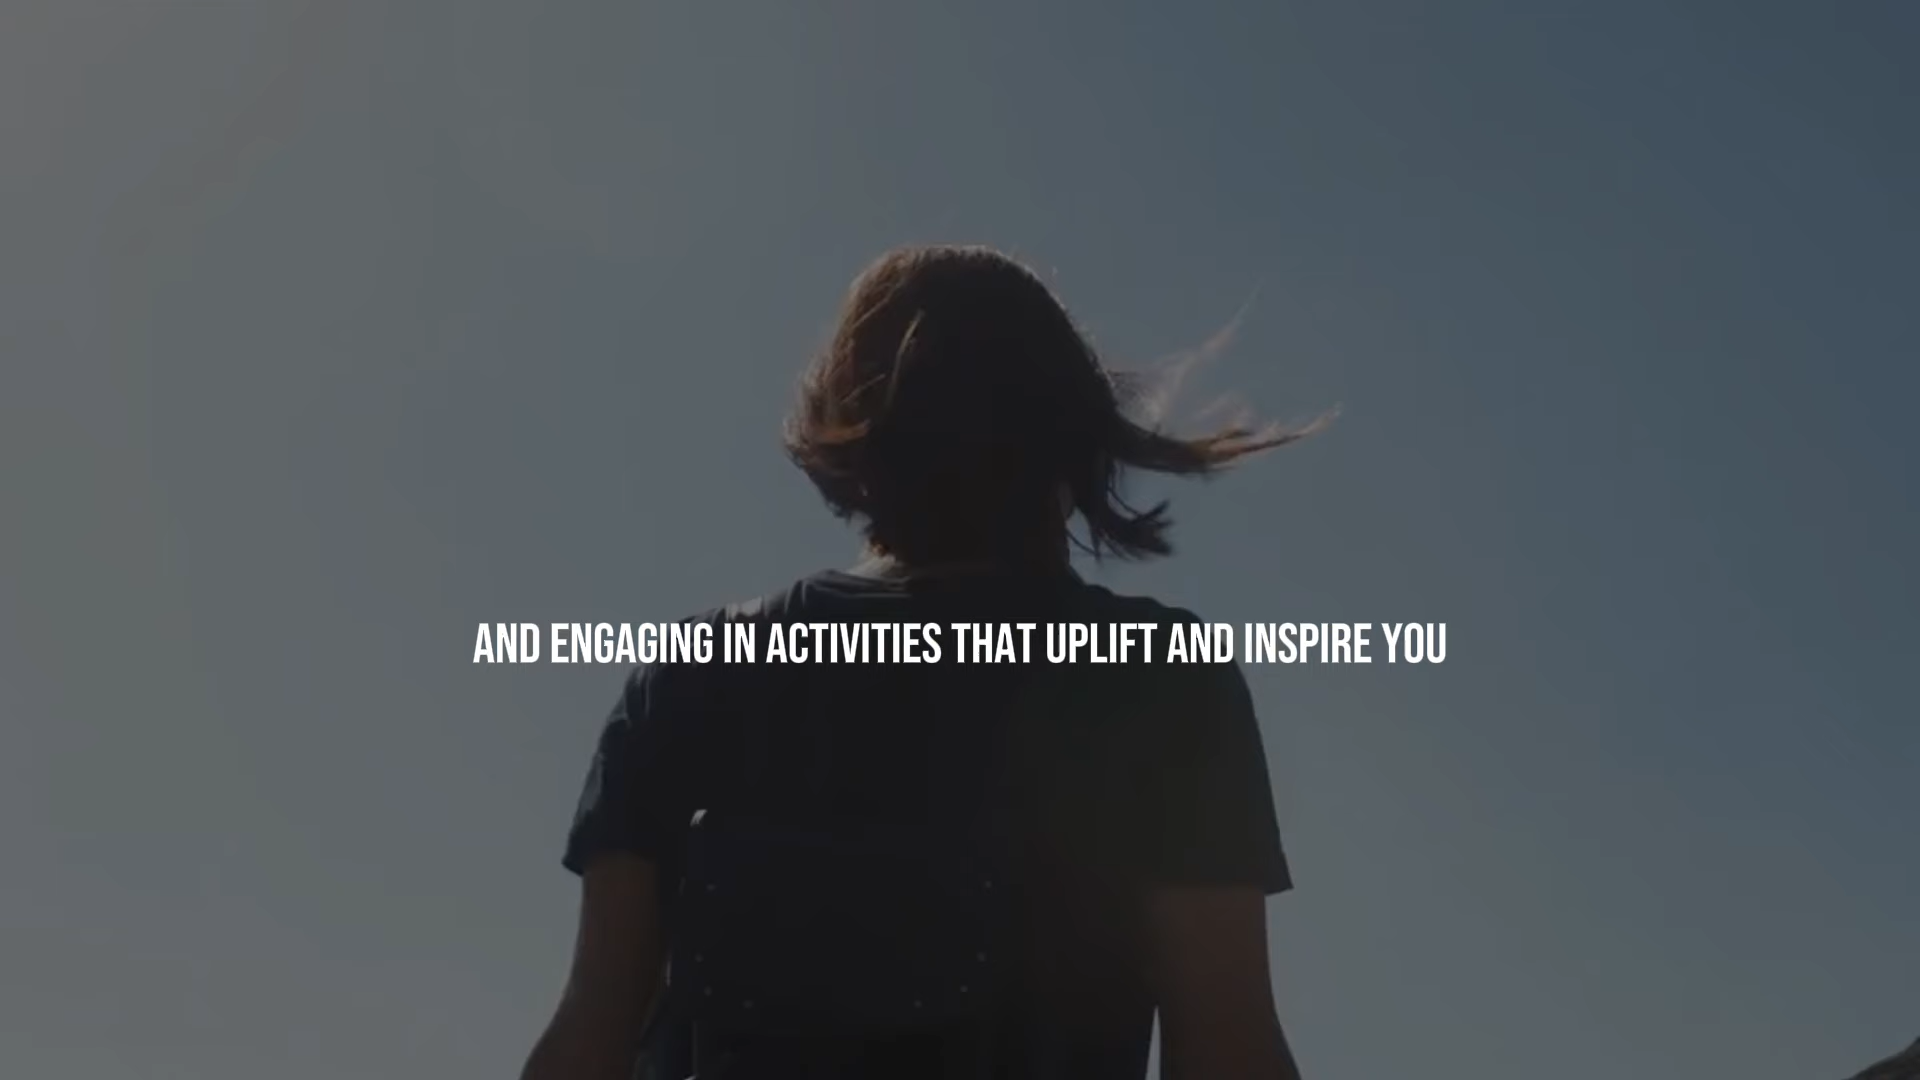 AND ENGAGING IN ACTIVITIES THAT UPLIFT AND INSPIRE YOU